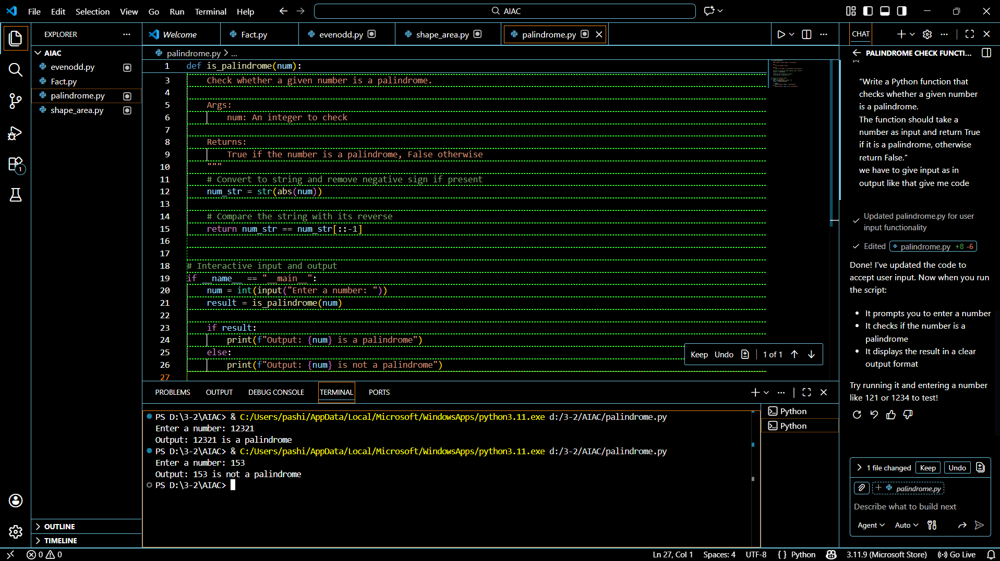 File Edit Selection View Go Run Terminal Help
AIAC
EXPLORER
Welcome
Fact.py
evenodd.py
shape_area.py
palindrome.py
CHAT
AIAC
evenodd.py
Fact.py
palindrome.py
shape_area.py
OUTLINE
TIMELINE
1
palindrome.py > ...
1 def is_palindrome(num):
3 Check whether a given number is a palindrome.
4
5 Args:
6 num: An integer to check
7
8 Returns:
9 True if the number is a palindrome, False otherwise
10 """
11 # Convert to string and remove negative sign if present
12 num_str = str(abs(num))
13
14 # Compare the string with its reverse
15 return num_str == num_str[::-1]
16
17
18 # Interactive input and output
19 if __name__ == "__main__":
20 num = int(input("Enter a number: "))
21 result = is_palindrome(num)
22
23 if result:
24 print(f"Output: {num} is a palindrome")
25 else:
26 print(f"Output: {num} is not a palindrome")
27
Keep Undo 1 of 1
PROBLEMS OUTPUT DEBUG CONSOLE TERMINAL PORTS
PS D:\3-2\AIAC> & C:/Users/pashi/AppData/Local/Microsoft/WindowsApps/python3.11.exe d:/3-2/AIAC/palindrome.py
Enter a number: 12321
Output: 12321 is a palindrome
PS D:\3-2\AIAC> & C:/Users/pashi/AppData/Local/Microsoft/WindowsApps/python3.11.exe d:/3-2/AIAC/palindrome.py
Enter a number: 153
Output: 153 is not a palindrome
PS D:\3-2\AIAC>
Python
Python
PALINDROME CHECK FUNCTI...
“Write a Python function that
checks whether a given number
is a palindrome.
The function should take a
number as input and return True
if it is a palindrome, otherwise
return False.”
we have to give input as in
output like that give me code
Updated palindrome.py for user
input functionality
Edited palindrome.py +8 -6
Done! I've updated the code to
accept user input. Now when you run
the script:
• It prompts you to enter a number
• It checks if the number is a
palindrome
• It displays the result in a clear
output format
Try running it and entering a number
like 121 or 1234 to test!
1 file changed Keep Undo
+ palindrome.py
Describe what to build next
Agent Auto
0 0
Ln 27, Col 1 Spaces: 4 UTF-8 {} Python 3.11.9 (Microsoft Store) Go Live